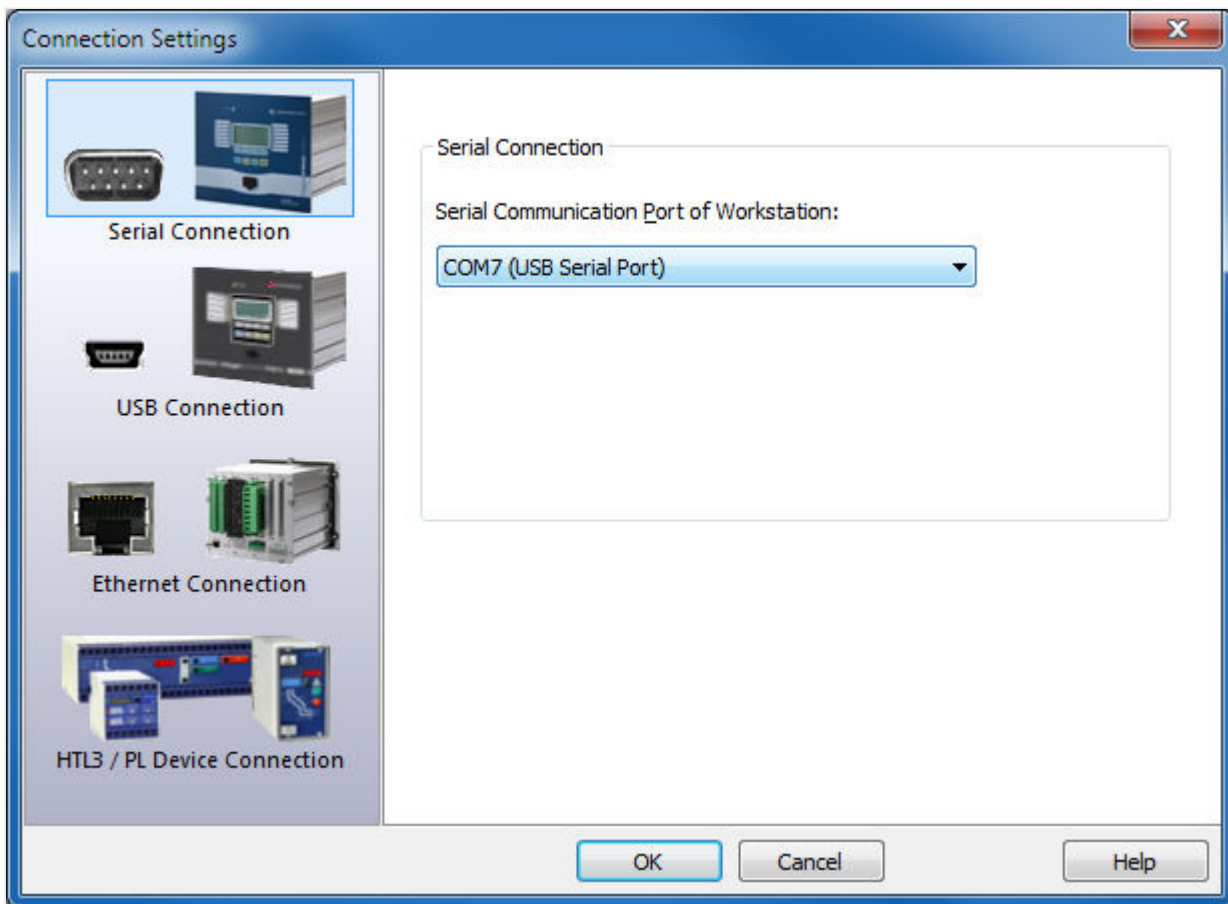 Connection Settings
Serial Connection
USB Connection
Ethernet Connection
HTL3 / PL Device Connection
Serial Connection
Serial Communication Port of Workstation:
COM7 (USB Serial Port)
OK
Cancel
Help